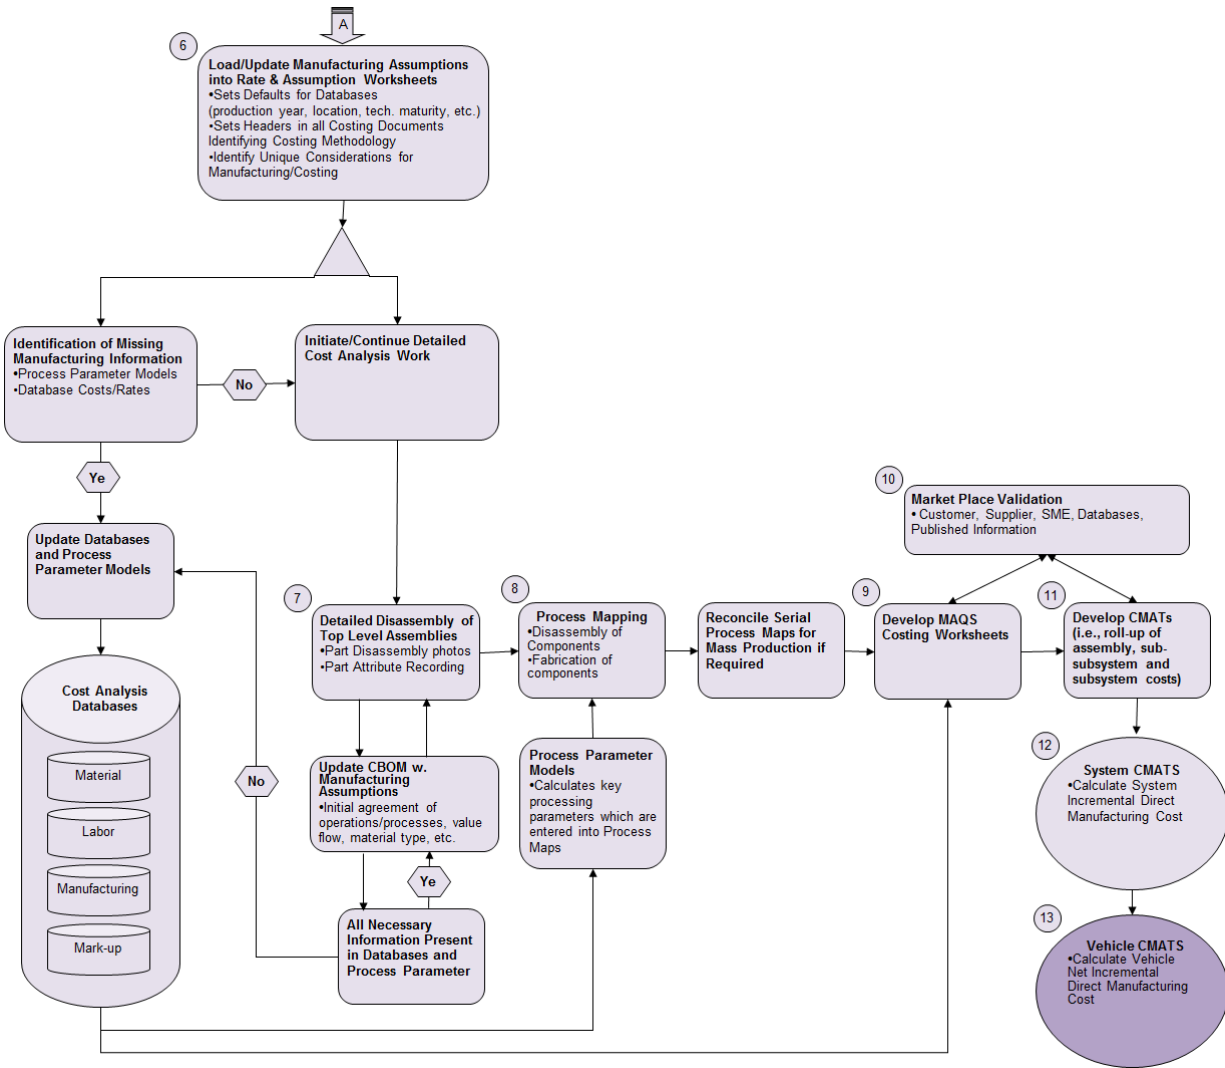 A
6
Load/Update Manufacturing Assumptions
into Rate & Assumption Worksheets
•Sets Defaults for Databases
(production year, location, tech. maturity, etc.)
•Sets Headers in all Costing Documents
Identifying Costing Methodology
•Identify Unique Considerations for
Manufacturing/Costing
Identification of Missing
Manufacturing Information
•Process Parameter Models
•Database Costs/Rates
No
Initiate/Continue Detailed
Cost Analysis Work
Ye
Update Databases
and Process
Parameter Models
Cost Analysis
Databases
Material
Labor
Manufacturing
Mark-up
No
7
Detailed Disassembly of
Top Level Assemblies
•Part Disassembly photos
•Part Attribute Recording
Update CBOM w.
Manufacturing
Assumptions
•Initial agreement of
operations/processes, value
flow, material type, etc.
Ye
All Necessary
Information Present
in Databases and
Process Parameter
8
Process Mapping
•Disassembly of
Components
•Fabrication of
components
Process Parameter
Models
•Calculates key
processing
parameters which are
entered into Process
Maps
Reconcile Serial
Process Maps for
Mass Production if
Required
9
Develop MAQS
Costing Worksheets
10
Market Place Validation
• Customer, Supplier, SME, Databases,
Published Information
11
Develop CMATs
(i.e., roll-up of
assembly, sub-
subsystem and
subsystem costs)
12
System CMATS
•Calculate System
Incremental Direct
Manufacturing Cost
13
Vehicle CMATS
•Calculate Vehicle
Net Incremental
Direct Manufacturing
Cost